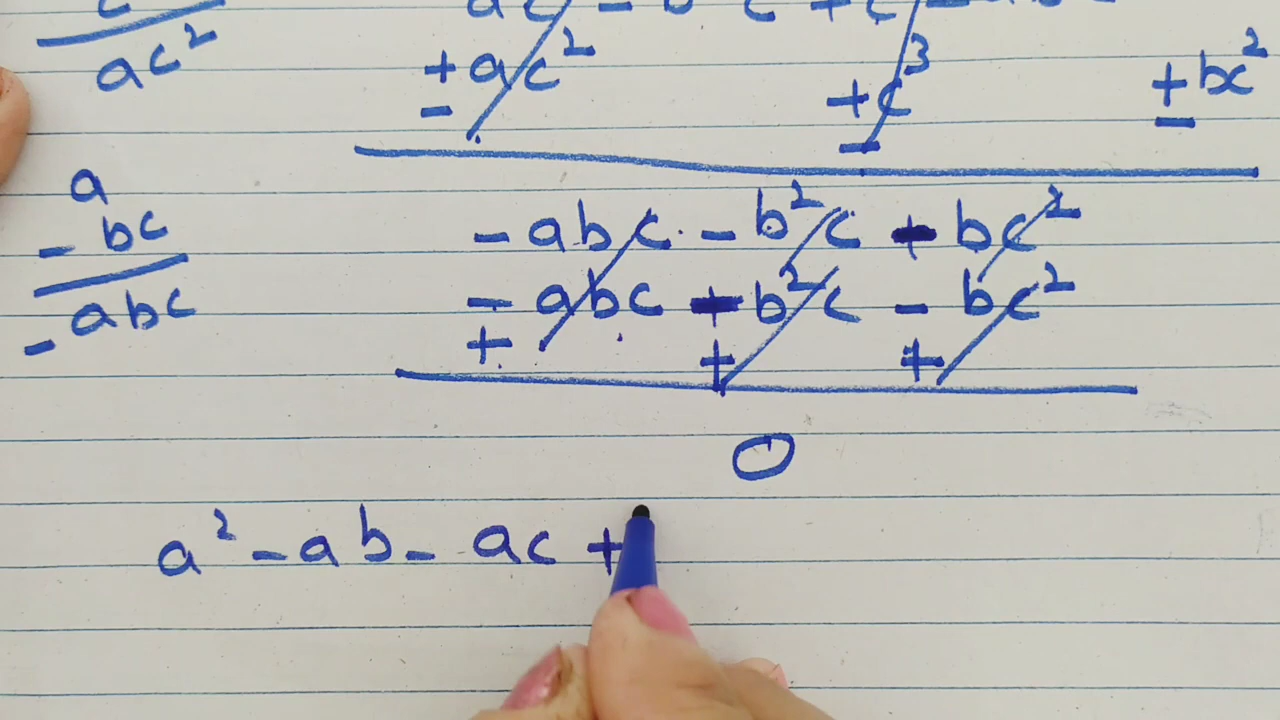 ac²
+ ac² + c³ + bc²
- - -
a
- bc
- abc
- abc - b²c - bc²
- abc - b²c - bc²
+ + +
0
a² - ab - ac +